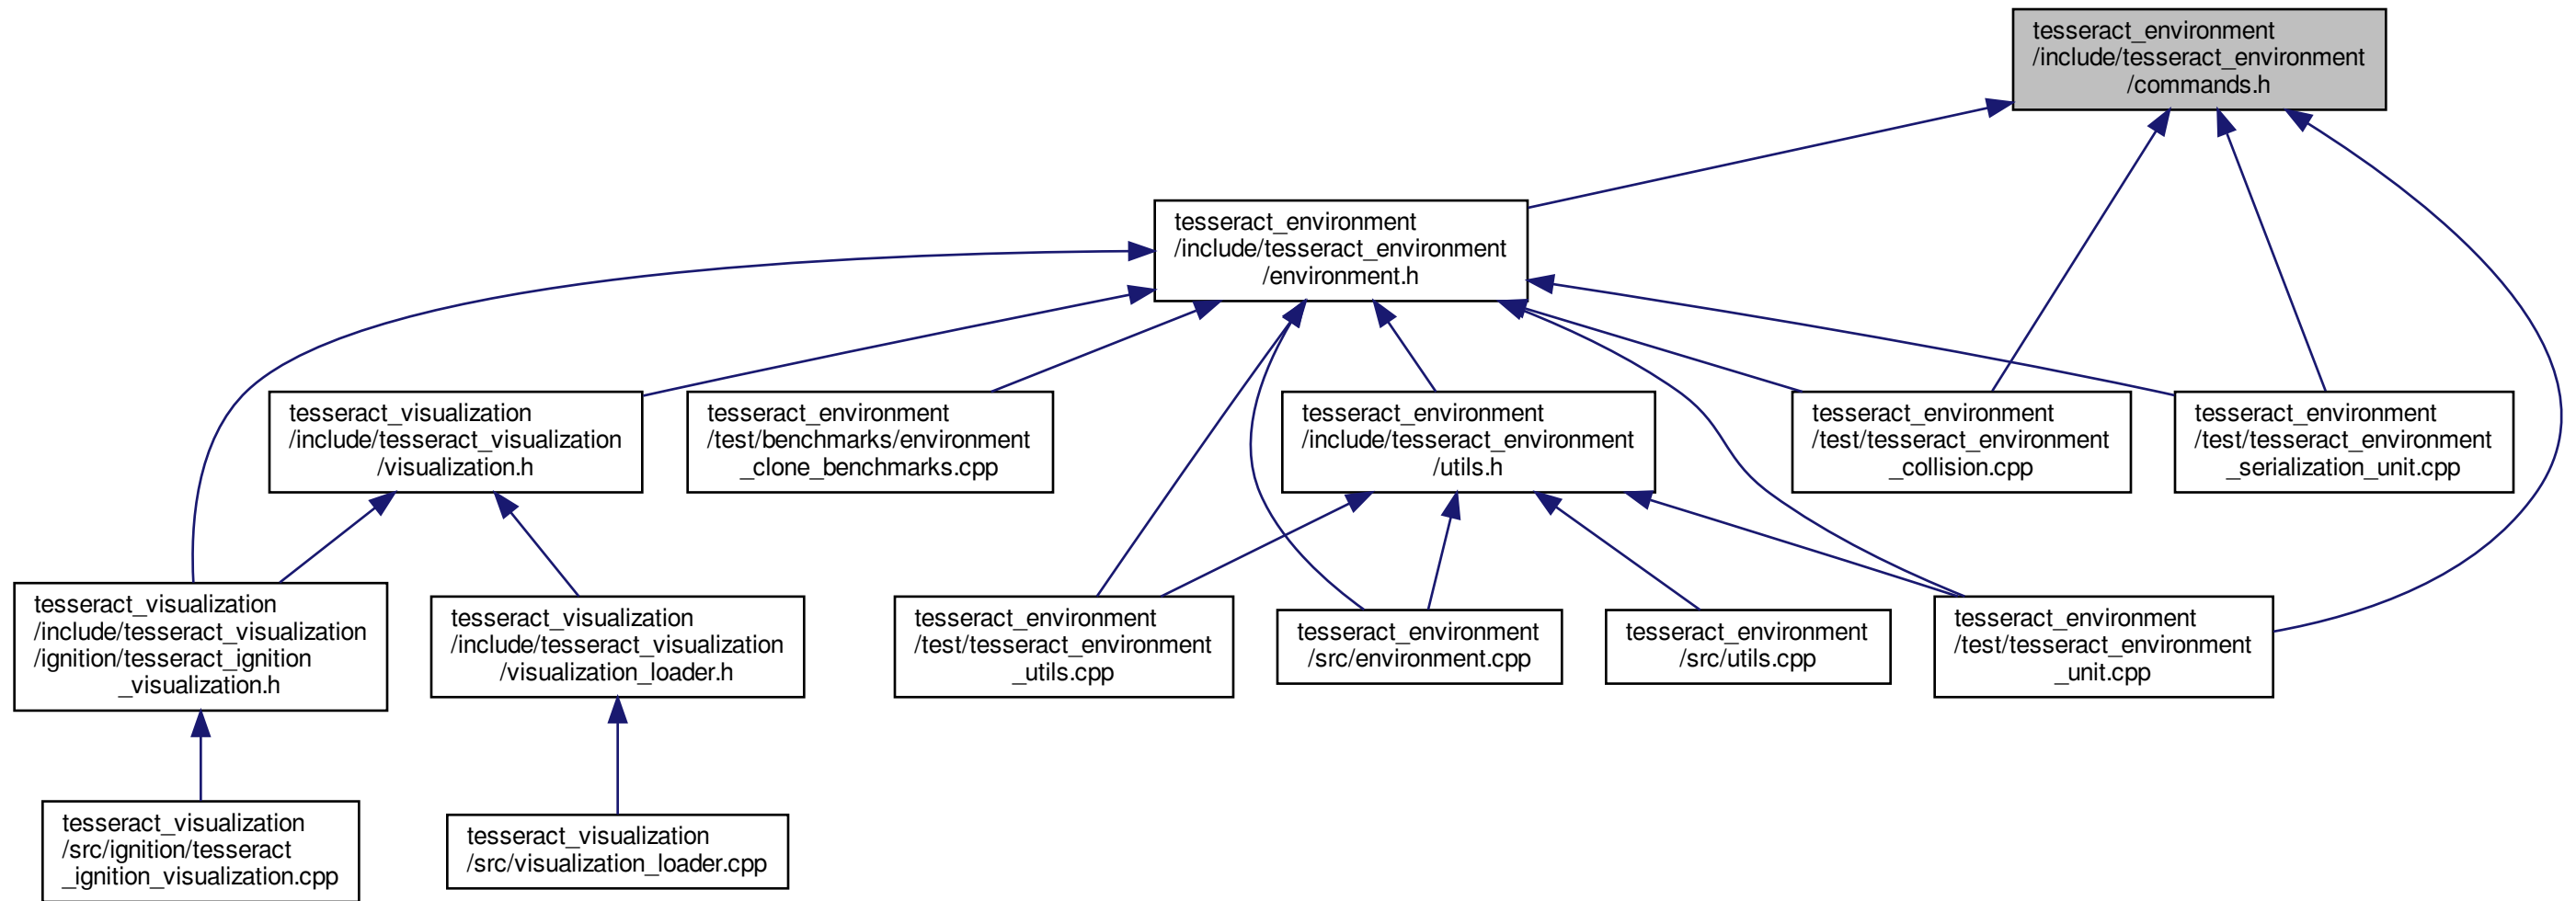 tesseract_environment
/include/tesseract_environment
/commands.h
tesseract_environment
/include/tesseract_environment
/environment.h
tesseract_visualization
/include/tesseract_visualization
/visualization.h
tesseract_environment
/test/benchmarks/environment
_clone_benchmarks.cpp
tesseract_environment
/include/tesseract_environment
/utils.h
tesseract_environment
/test/tesseract_environment
_collision.cpp
tesseract_environment
/test/tesseract_environment
_serialization_unit.cpp
tesseract_visualization
/include/tesseract_visualization
/ignition/tesseract_ignition
_visualization.h
tesseract_visualization
/include/tesseract_visualization
/visualization_loader.h
tesseract_environment
/test/tesseract_environment
_utils.cpp
tesseract_environment
/src/environment.cpp
tesseract_environment
/src/utils.cpp
tesseract_environment
/test/tesseract_environment
_unit.cpp
tesseract_visualization
/src/ignition/tesseract
_ignition_visualization.cpp
tesseract_visualization
/src/visualization_loader.cpp